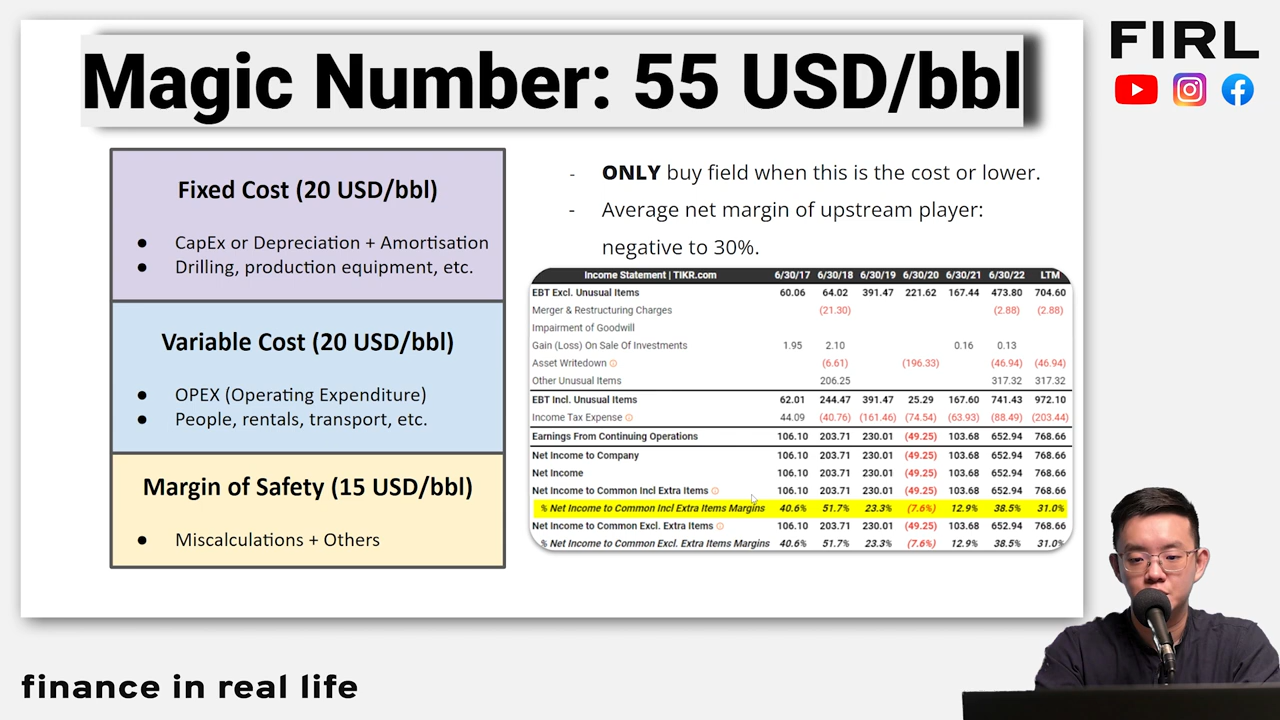 Magic Number: 55 USD/bbl
FIRL
Fixed Cost (20 USD/bbl)
● CapEx or Depreciation + Amortisation
● Drilling, production equipment, etc.
Variable Cost (20 USD/bbl)
● OPEX (Operating Expenditure)
● People, rentals, transport, etc.
Margin of Safety (15 USD/bbl)
● Miscalculations + Others
- ONLY buy field when this is the cost or lower.
- Average net margin of upstream player:
negative to 30%.
Income Statement | TIKR.com 6/30/17 6/30/18 6/30/19 6/30/20 6/30/21 6/30/22 LTM
EBT Excl. Unusual Items 60.06 64.02 391.47 221.62 167.44 473.80 704.60
Merger & Restructuring Charges (21.30) (2.88) (2.88)
Impairment of Goodwill
Gain (Loss) On Sale Of Investments 1.95 2.10 0.16 0.13
Asset Writedown (6.61) (196.33) (46.94) (46.94)
Other Unusual Items 206.25 317.32 317.32
EBT Incl. Unusual Items 62.01 244.47 391.47 25.29 167.60 741.43 972.10
Income Tax Expense 44.09 (40.76) (161.46) (74.54) (63.93) (88.49) (203.44)
Earnings From Continuing Operations 106.10 203.71 230.01 (49.25) 103.68 652.94 768.66
Net Income to Company 106.10 203.71 230.01 (49.25) 103.68 652.94 768.66
Net Income 106.10 203.71 230.01 (49.25) 103.68 652.94 768.66
Net Income to Common Incl Extra Items 106.10 203.71 230.01 (49.25) 103.68 652.94 768.66
% Net Income to Common Incl Extra Items Margins 40.6% 51.7% 23.3% (7.6%) 12.9% 38.5% 31.0%
Net Income to Common Excl. Extra Items 106.10 203.71 230.01 (49.25) 103.68 652.94 768.66
% Net Income to Common Excl. Extra Items Margins 40.6% 51.7% 23.3% (7.6%) 12.9% 38.5% 31.0%
finance in real life